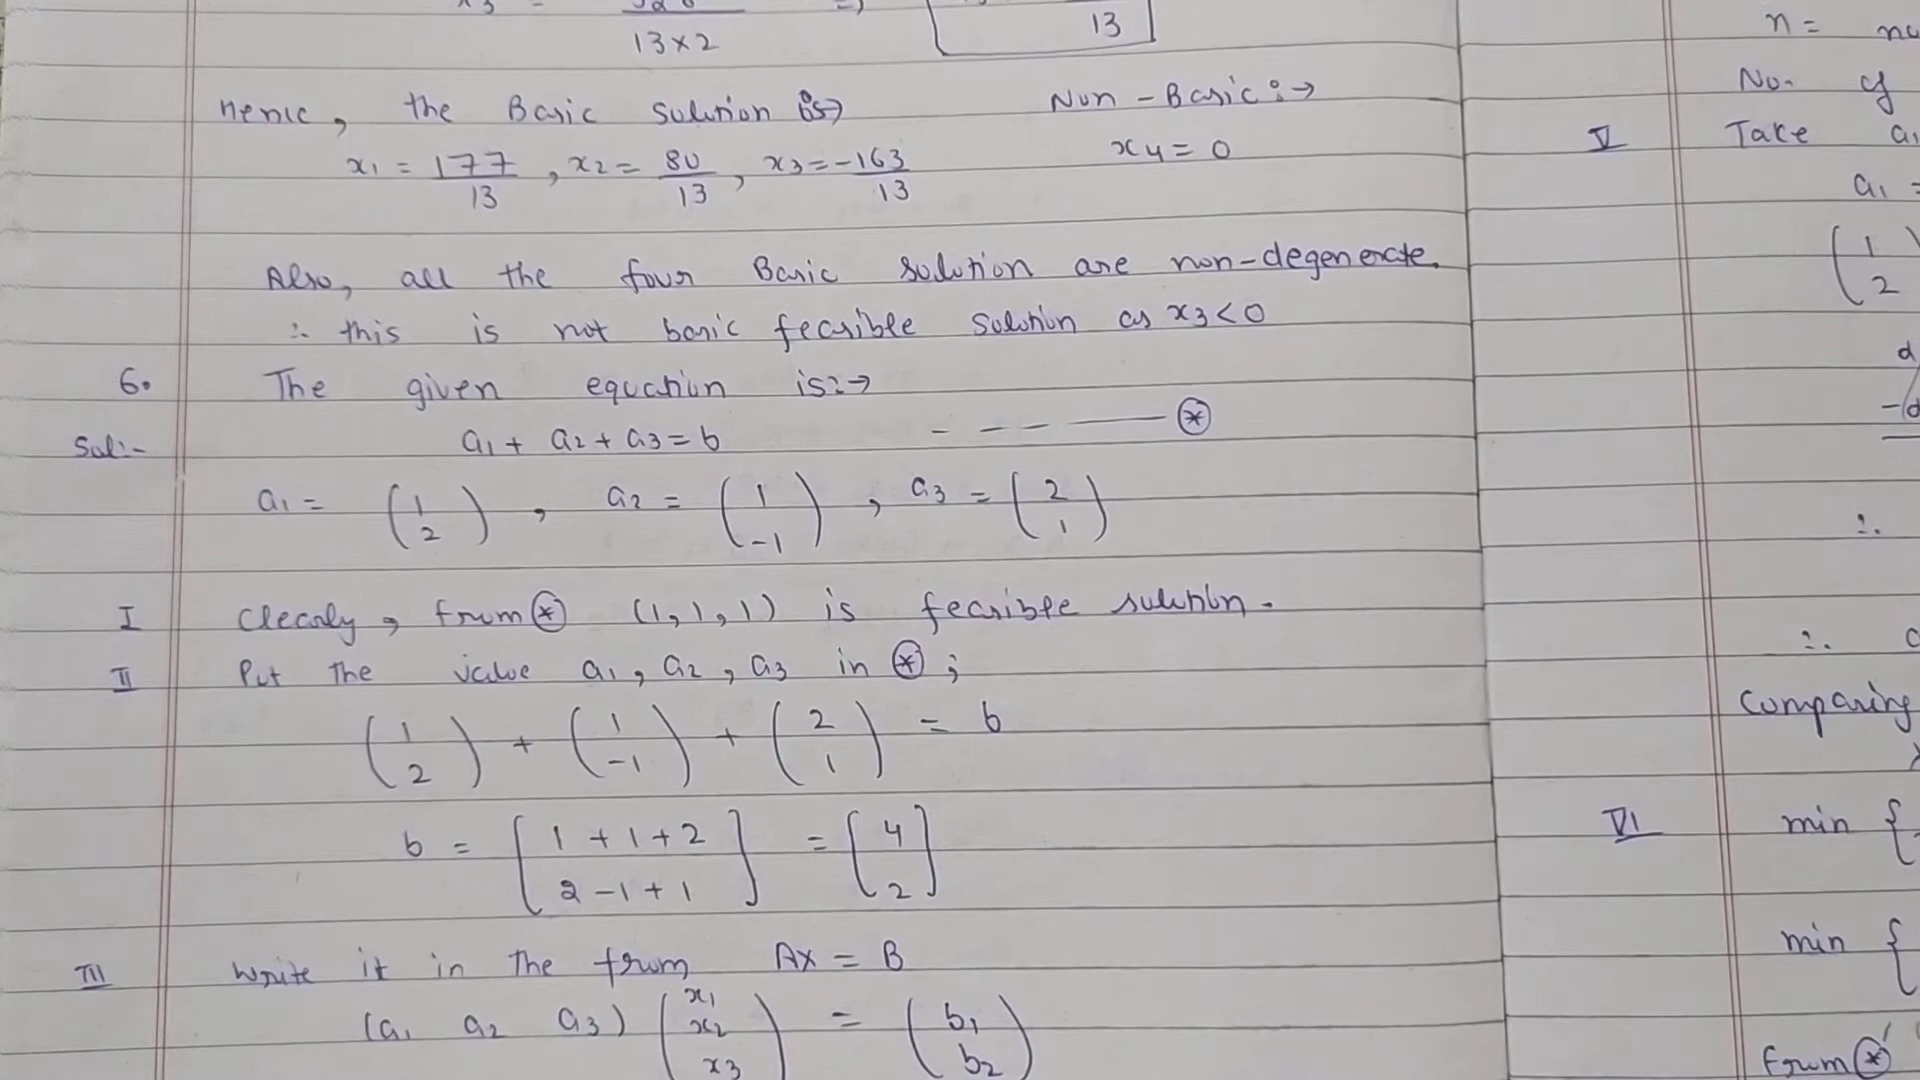 13 × 2
13
Hence, the Basic solution is→ Non-Basic:→
x1 = 177/13, x2 = 80/13, x3 = -163/13 x4 = 0
Also, all the four Basic solution are non-degenerate.
∴ this is not basic feasible solution as x3 < 0
6. The given equation is:→
Sol:- a1 + a2 + a3 = b - - - — ⊛
a1 = (1 2), a2 = (1 -1), a3 = (2 1)
I Clearly, from ⊛ (1, 1, 1) is feasible solution.
II Put the value a1, a2, a3 in ⊛;
(1 2) + (1 -1) + (2 1) = b
b = [1 + 1 + 2 2 - 1 + 1] = [4 2]
III Write it in the from AX = B
(a1 a2 a3) (x1 x2 x3) = (b1 b2)
n =
No. of
V Take
a1 =
(1 2
∴
∴
Comparing
VI min {
min {
From ⊛'